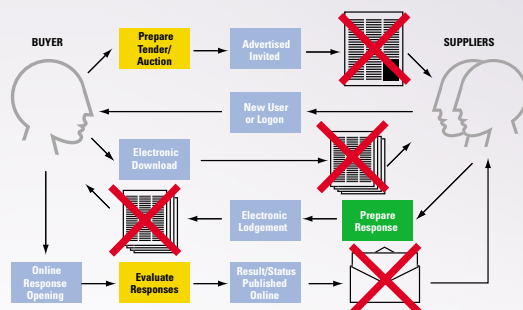 BUYER
Prepare
Tender/
Auction
Advertised
Invited
SUPPLIERS
New User
or Logon
Electronic
Download
Electronic
Lodgement
Prepare
Response
Online
Response
Opening
Evaluate
Responses
Result/Status
Published
Online